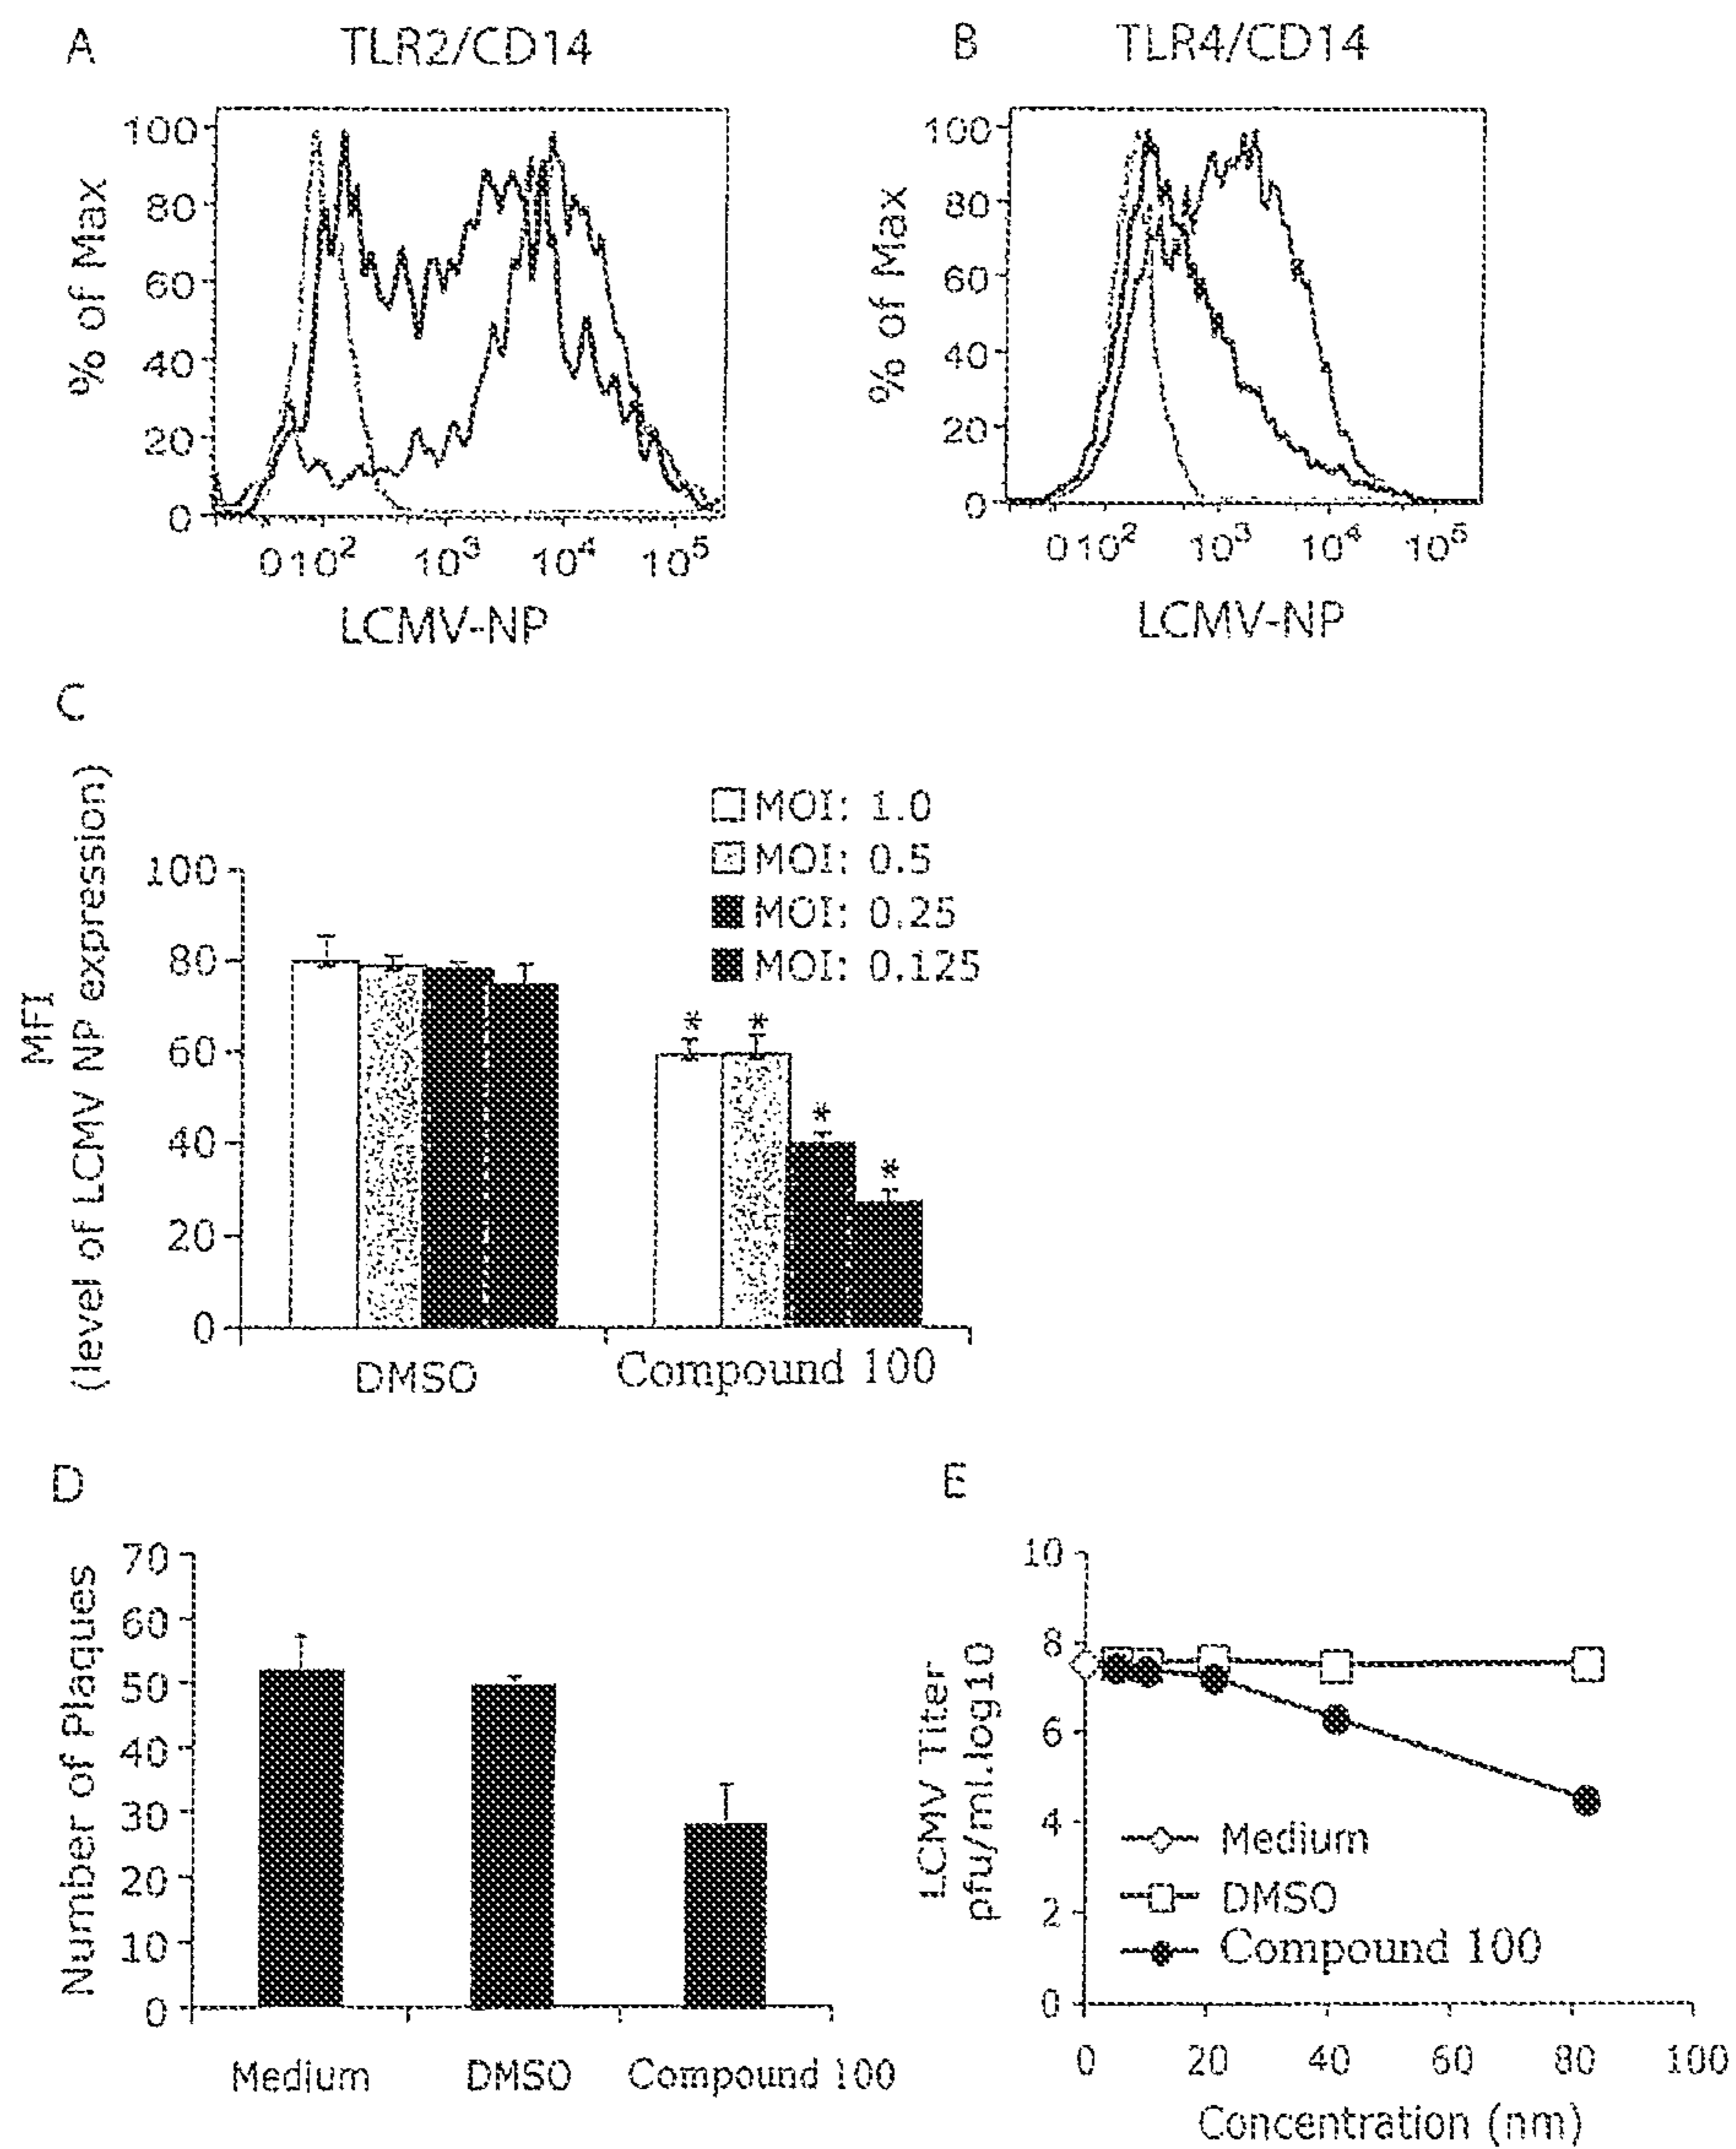 A
TLR2/CD14
100
80
60
40
20
0
% of Max
0 10² 10³ 10⁴ 10⁵
LCMV-NP
B
TLR4/CD14
100
80
60
40
20
0
% of Max
0 10² 10³ 10⁴ 10⁵
LCMV-NP
C
MFI
(level of LCMV NP expression)
MOI: 1.0
MOI: 0.5
MOI: 0.25
MOI: 0.125
100
80
60
40
20
0
* * * *
DMSO Compound 100
D
Number of Plaques
70
60
50
40
30
20
10
0
Medium DMSO Compound 100
E
LCMV Titer
pfu/ml.log10
10
8
6
4
2
0
Medium
DMSO
Compound 100
0 20 40 60 80 100
Concentration (nm)